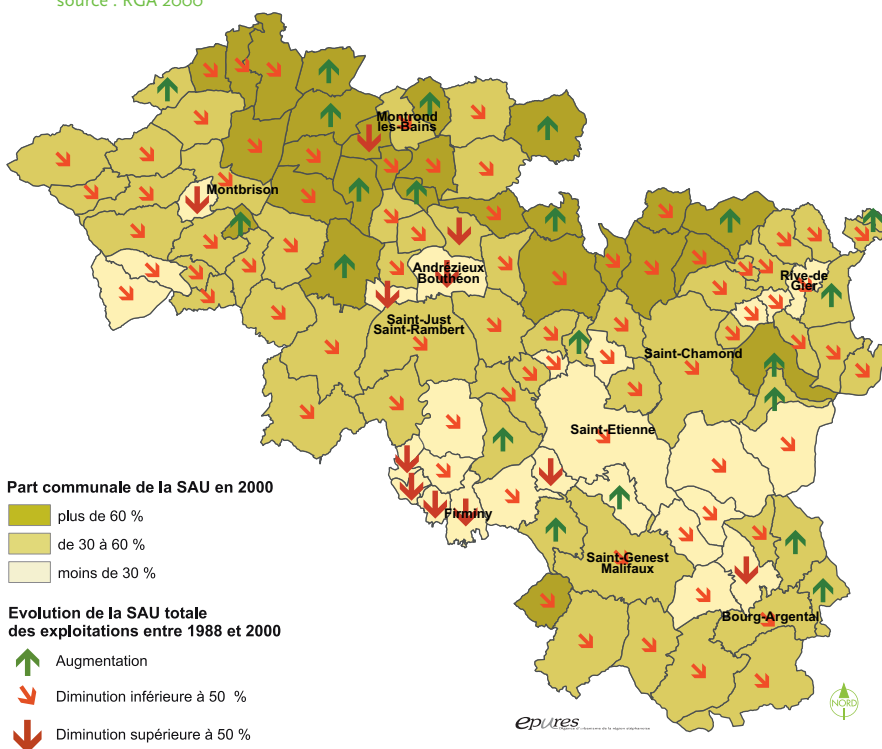 source : RGA 2000
Montrond
les-Bains
Montbrison
Andrézieux
Bouthéon
Rive-de
Gier
Saint-Just
Saint-Rambert
Saint-Chamond
Saint-Etienne
Part communale de la SAU en 2000
plus de 60 %
de 30 à 60 %
moins de 30 %
Firminy
Saint-Genest
Malifaux
Bourg-Argental
Evolution de la SAU totale
des exploitations entre 1988 et 2000
Augmentation
Diminution inférieure à 50 %
Diminution supérieure à 50 %
epures
NORD